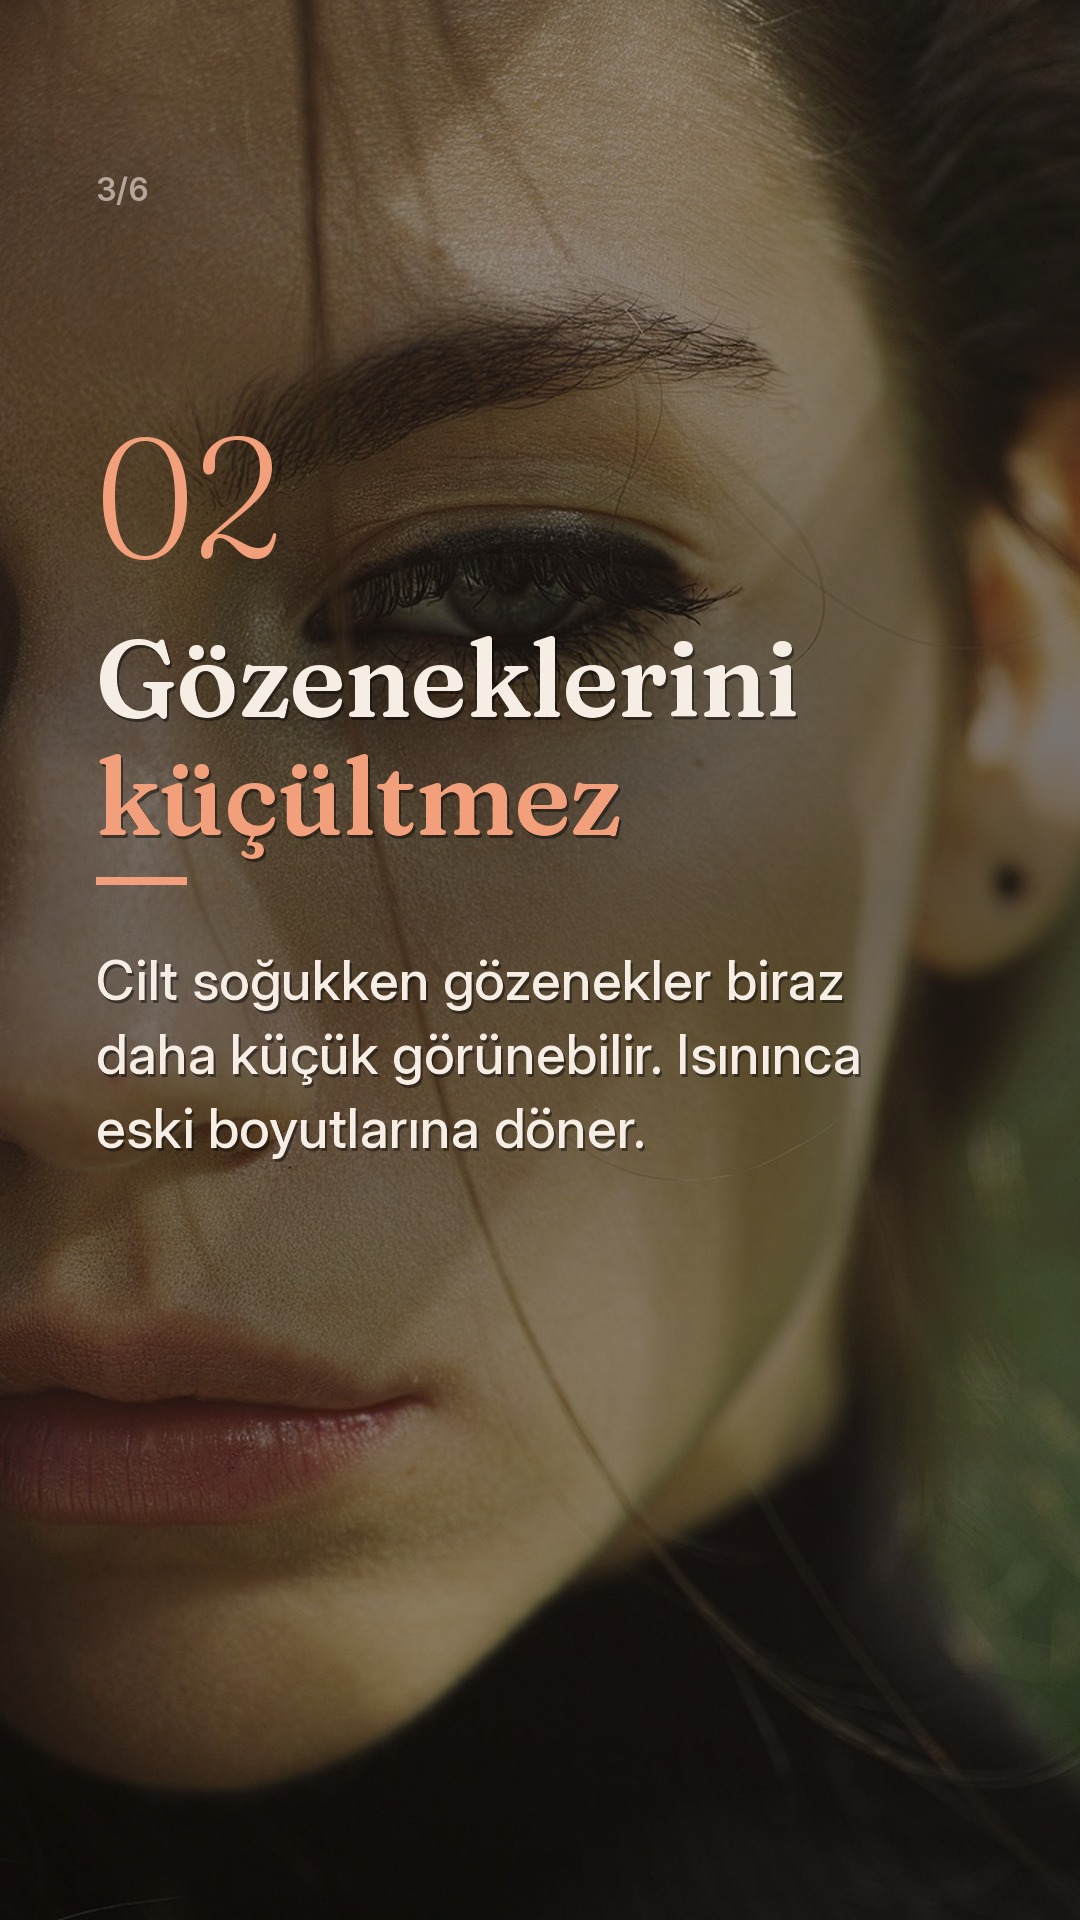 3/6
02
Gözeneklerini
küçültmez
Cilt soğukken gözenekler biraz
daha küçük görünebilir. Isınınca
eski boyutlarına döner.